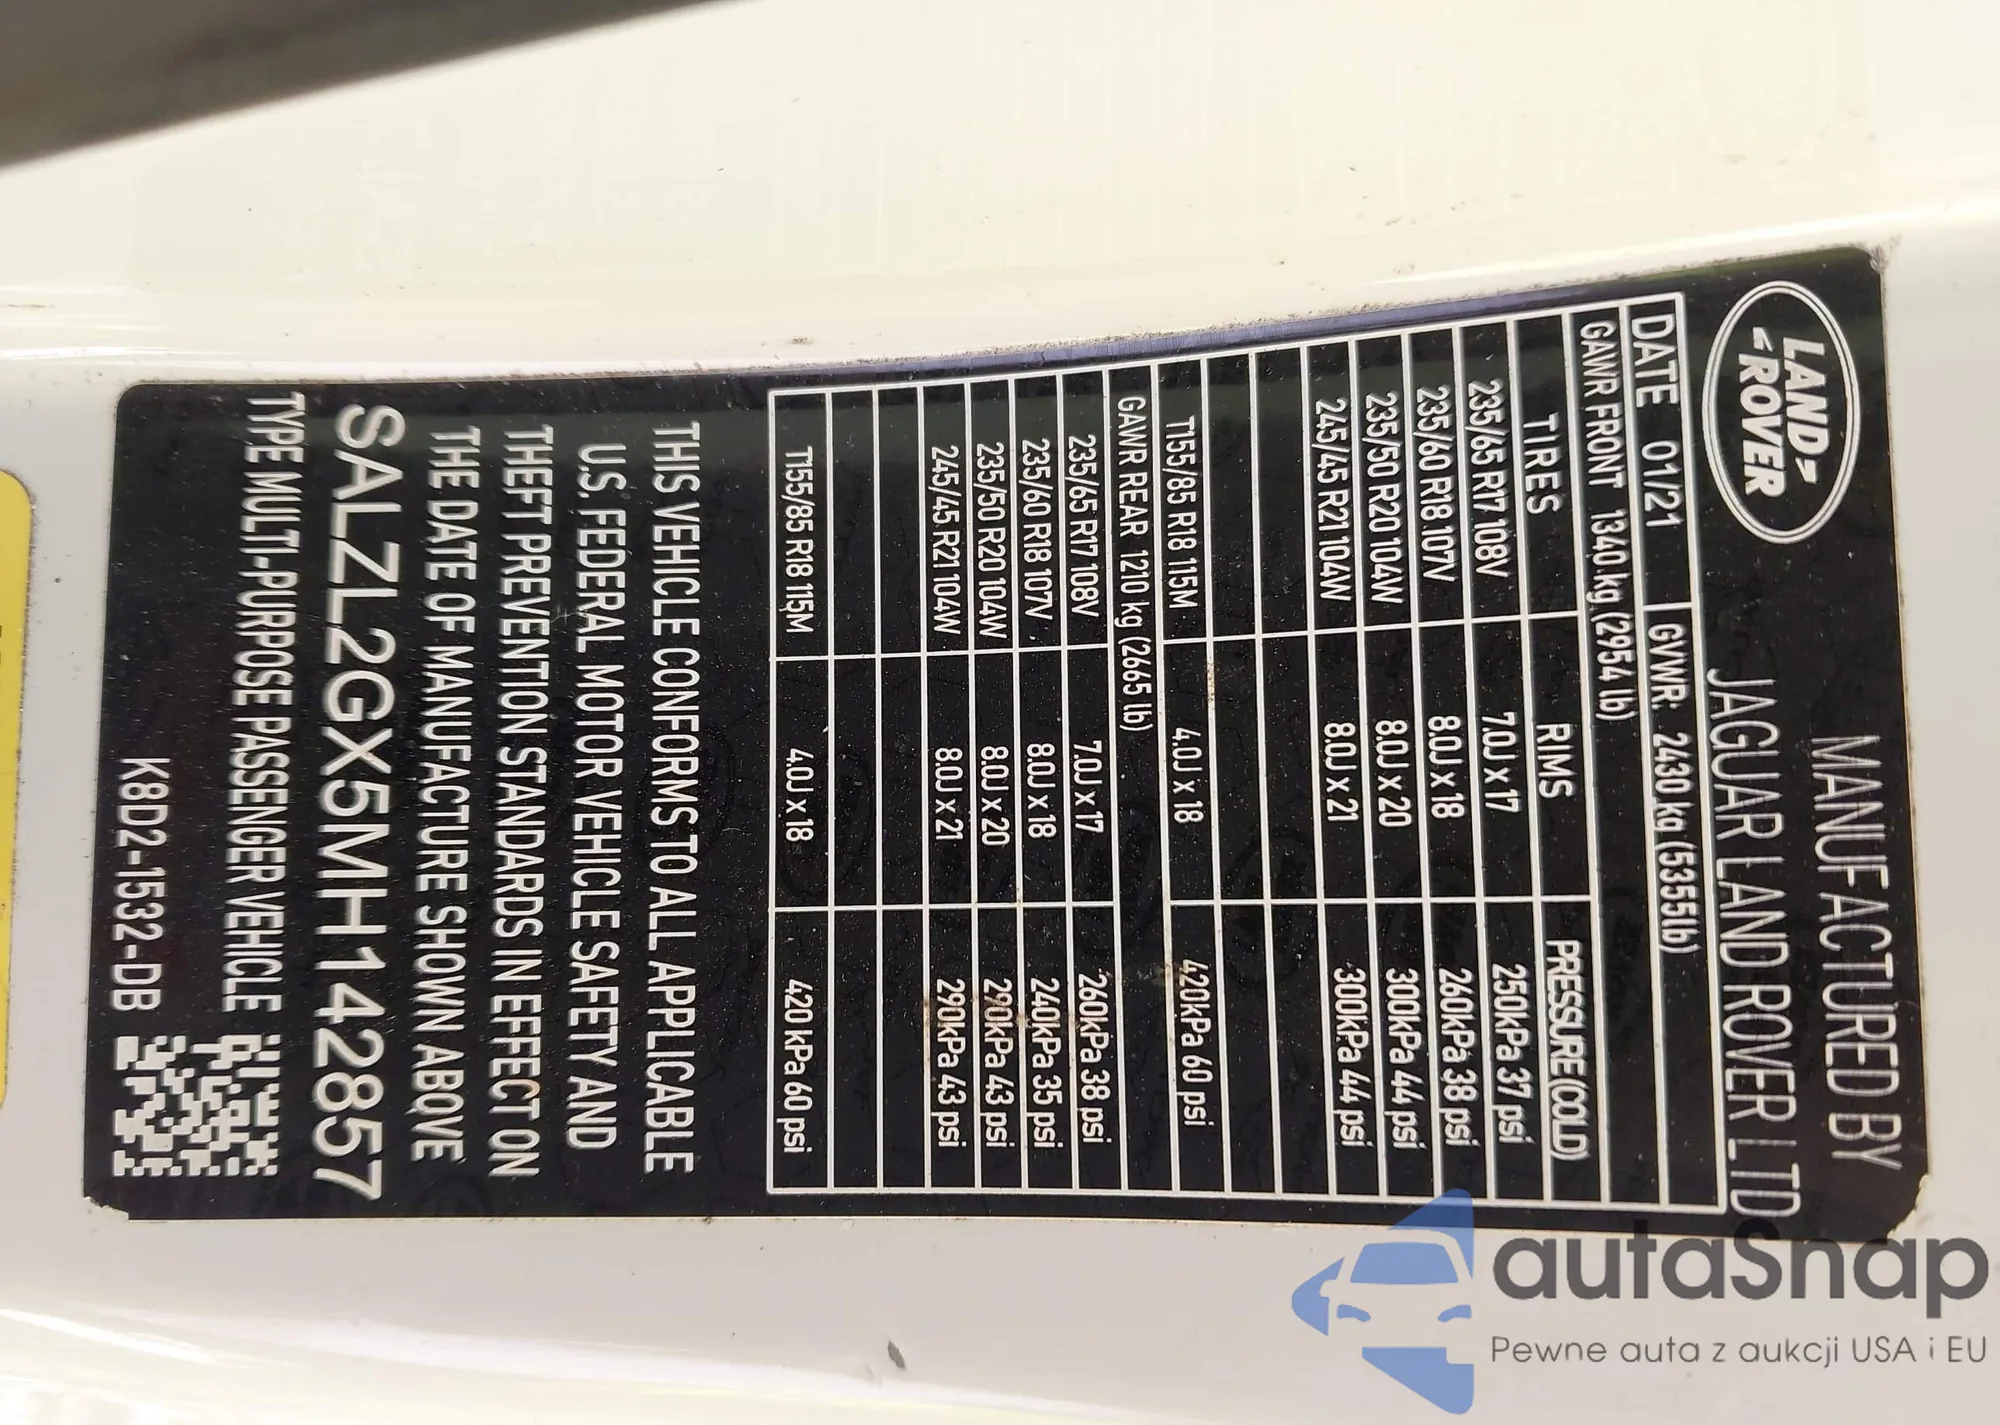 LAND ROVER
MANUFACTURED BY
JAGUAR LAND ROVER LTD
DATE 01/21 GVWR: 2430 kg (5355lb)
GAWR FRONT 1340 kg (2954 lb)
TIRES RIMS PRESSURE(COLD)
235/65 R17 108V 7.0J x 17 250kPa 37 psi
235/60 R18 107V 8.0J x 18 260kPa 38 psi
235/50 R20 104W 8.0J x 20 300kPa 44 psi
245/45 R21 104W 8.0J x 21 300kPa 44 psi
T155/85 R18 115M 4.0J x 18 420kPa 60 psi
GAWR REAR 1210 kg (2665 lb)
235/65 R17 108V 7.0J x 17 260kPa 38 psi
235/60 R18 107V 8.0J x 18 240kPa 35 psi
235/50 R20 104W 8.0J x 20 290kPa 43 psi
245/45 R21 104W 8.0J x 21 290kPa 43 psi
T155/85 R18 115M 4.0J x 18 420 kPa 60 psi
THIS VEHICLE CONFORMS TO ALL APPLICABLE
U.S. FEDERAL MOTOR VEHICLE SAFETY AND
THEFT PREVENTION STANDARDS IN EFFECT ON
THE DATE OF MANUFACTURE SHOWN ABOVE
SALZL2GX5MH142857
TYPE MULTI-PURPOSE PASSENGER VEHICLE
K8D2-1532-DB
autaSnap
Pewne auta z aukcji USA i EU